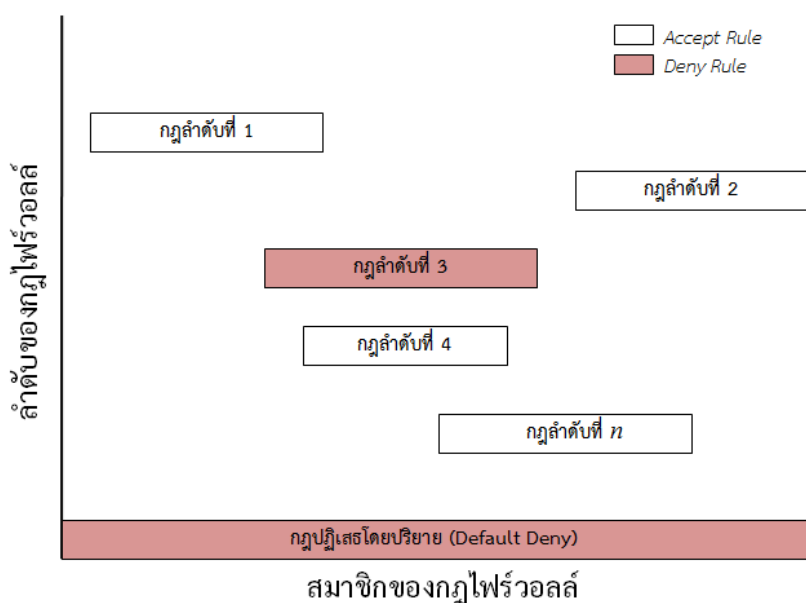 Accept Rule
Deny Rule
กฎลำดับที่ 1
กฎลำดับที่ 2
กฎลำดับที่ 3
กฎลำดับที่ 4
กฎลำดับที่ n
กฎปฏิเสธโดยปริยาย (Default Deny)
ลำดับของกฎไฟร์วอลล์
สมาชิกของกฎไฟร์วอลล์